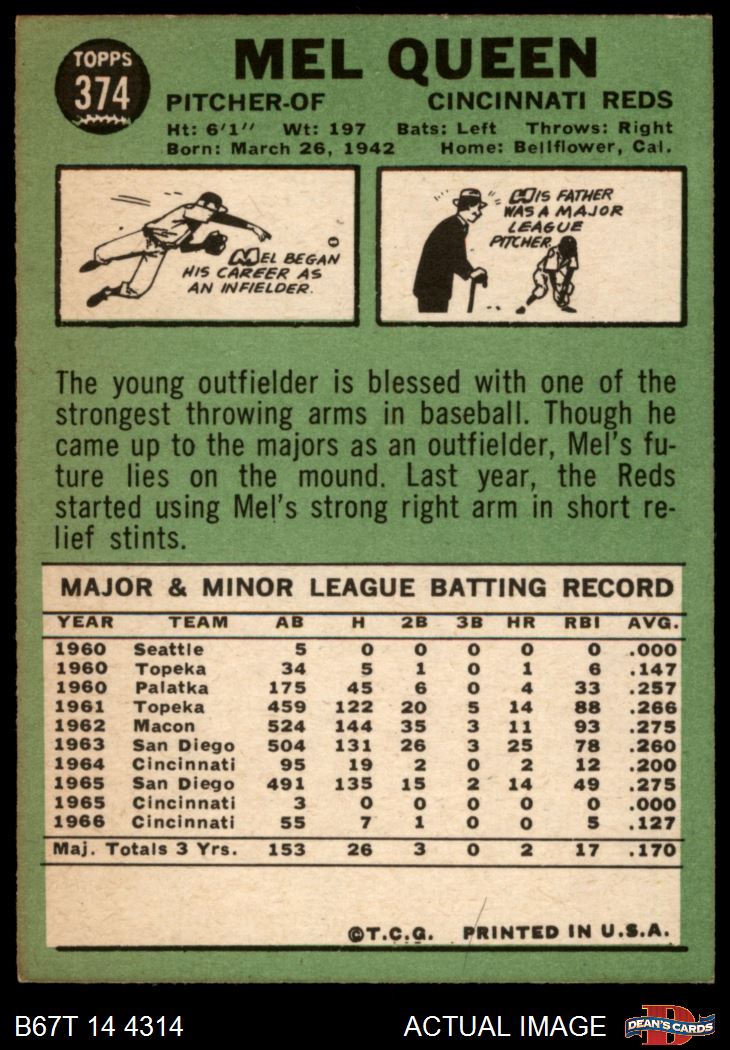 TOPPS
374
MEL QUEEN
PITCHER-OF CINCINNATI REDS
Ht: 6'1" Wt: 197 Bats: Left Throws: Right
Born: March 26, 1942 Home: Bellflower, Cal.
MEL BEGAN
HIS CAREER AS
AN INFIELDER.
HIS FATHER
WAS A MAJOR
LEAGUE
PITCHER
The young outfielder is blessed with one of the
strongest throwing arms in baseball. Though he
came up to the majors as an outfielder, Mel's fu-
ture lies on the mound. Last year, the Reds
started using Mel's strong right arm in short re-
lief stints.
MAJOR & MINOR LEAGUE BATTING RECORD
YEAR TEAM AB H 2B 3B HR RBI AVG.
1960 Seattle 5 0 0 0 0 0 .000
1960 Topeka 34 5 1 0 1 6 .147
1960 Palatka 175 45 6 0 4 33 .257
1961 Topeka 459 122 20 5 14 88 .266
1962 Macon 524 144 35 3 11 93 .275
1963 San Diego 504 131 26 3 25 78 .260
1964 Cincinnati 95 19 2 0 2 12 .200
1965 San Diego 491 135 15 2 14 49 .275
1965 Cincinnati 3 0 0 0 0 0 .000
1966 Cincinnati 55 7 1 0 0 5 .127
Maj. Totals 3 Yrs. 153 26 3 0 2 17 .170
©T.C.G. PRINTED IN U.S.A.
B67T 14 4314 ACTUAL IMAGE
D
DEAN'S CARDS